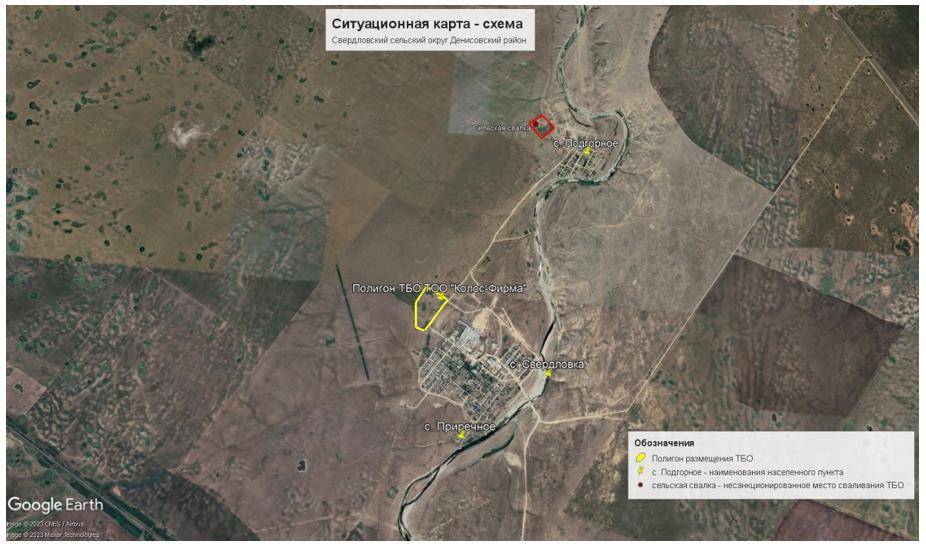 Ситуационная карта - схема
Свердловский сельский округ Денисовский район
Сельская свалка
с. Подгорное
Полигон ТБО ТОО "Колос-Фирма"
с. Свердловка
с. Приречное
Обозначения
Полигон размещения ТБО
с. Подгорное - наименования населенного пункта
сельская свалка - несанкционированное место сваливания ТБО
Google Earth
Image © 2023 CNES / Airbus
Image © 2023 Maxar Technologies